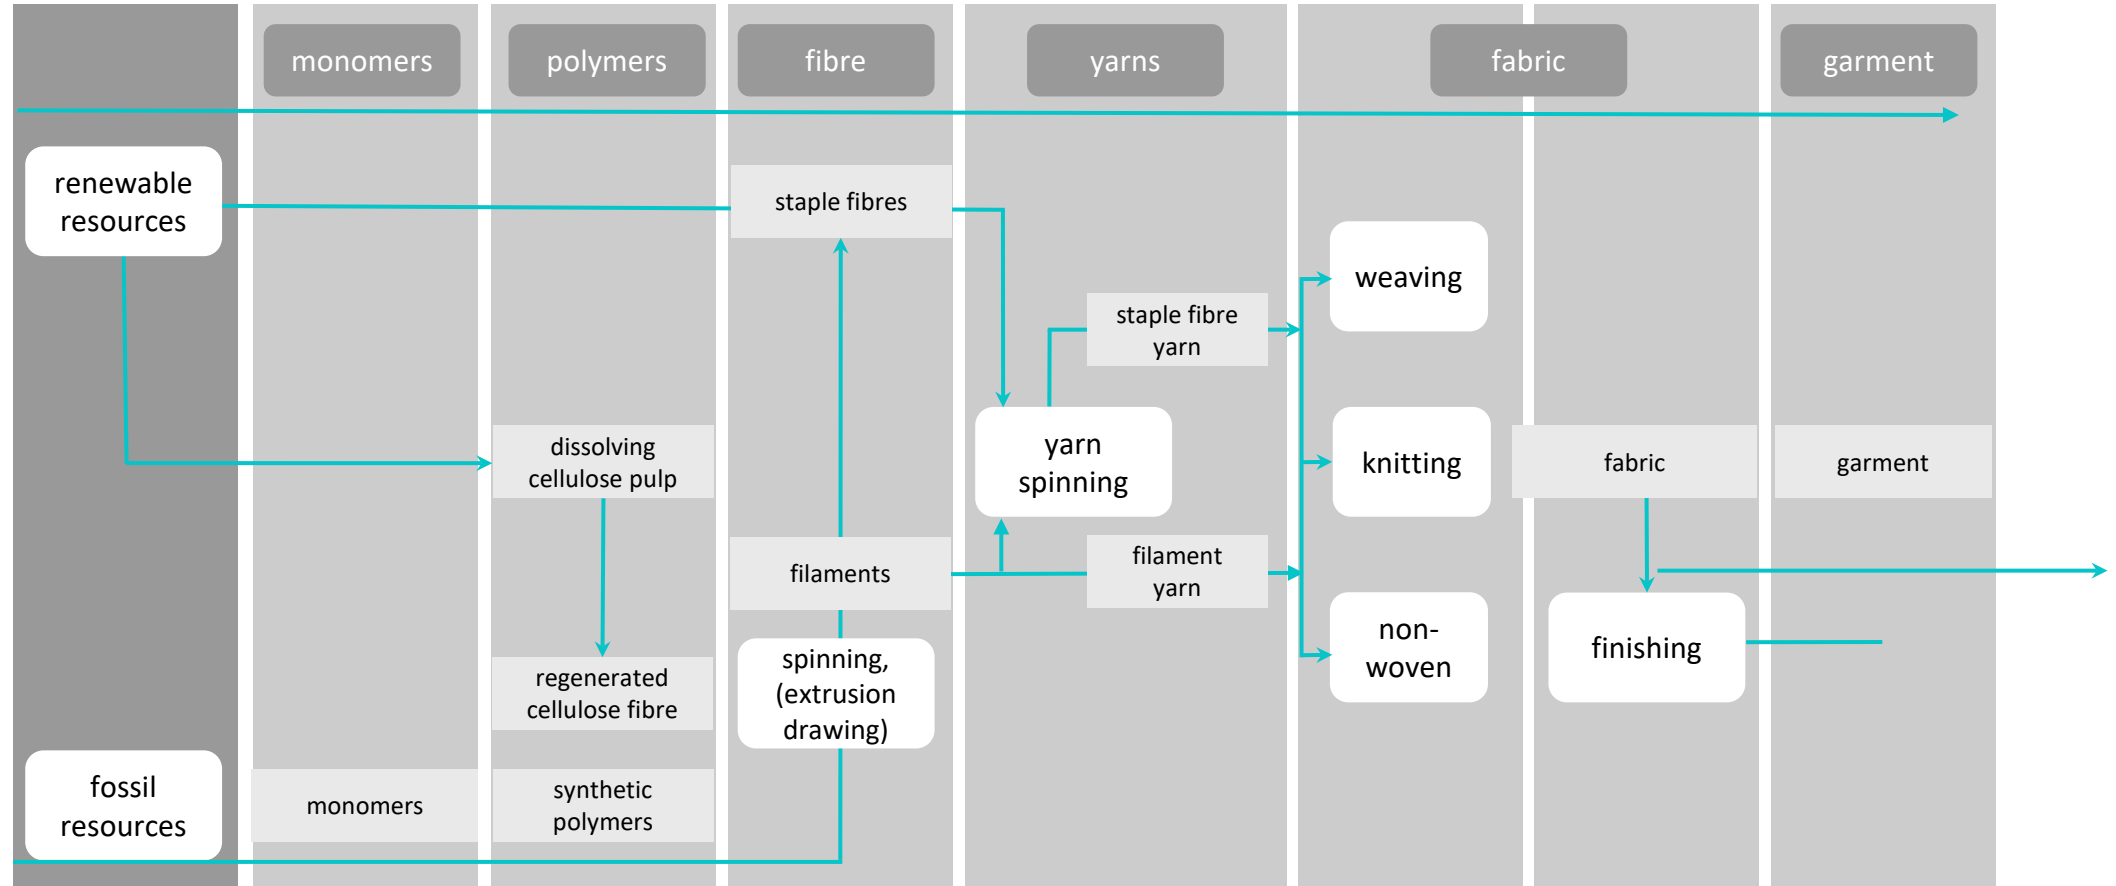 monomers
polymers
fibre
yarns
fabric
garment
renewable
resources
staple fibres
weaving
staple fibre
yarn
dissolving
cellulose pulp
yarn
spinning
knitting
fabric
garment
filaments
filament
yarn
regenerated
cellulose fibre
spinning,
(extrusion
drawing)
non-
woven
finishing
fossil
resources
monomers
synthetic
polymers